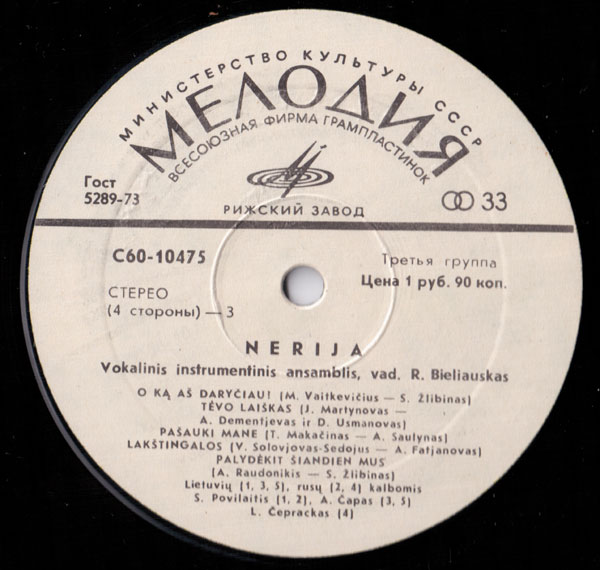 МИНИСТЕРСТВО КУЛЬТУРЫ СССР
МЕЛОДИЯ
ВСЕСОЮЗНАЯ ФИРМА ГРАМПЛАСТИНОК
Гост
5289-73
РИЖСКИЙ ЗАВОД
33
С60-10475
Третья группа
Цена 1 руб. 90 коп.
СТЕРЕО
(4 стороны) — 3
NERIJA
Vokalinis instrumentinis ansamblis, vad. R. Bieliauskas
O KĄ AŠ DARYČIAU! (M. Vaitkevičius — S. Žlibinas)
TĖVO LAIŠKAS (J. Martynovas —
A. Dementjevas ir D. Usmanovas)
PAŠAUKI MANE (T. Makačinas — A. Saulynas)
LAKŠTINGALOS (V. Solovjovas-Sedojus — A. Fatjanovas)
PALYDĖKIT ŠIANDIEN MUS
(A. Raudonikis — S. Žlibinas)
Lietuvių (1, 3, 5), rusų (2, 4) kalbomis
S. Povilaitis (1, 2), A. Čapas (3, 5)
L. Čeprackas (4)